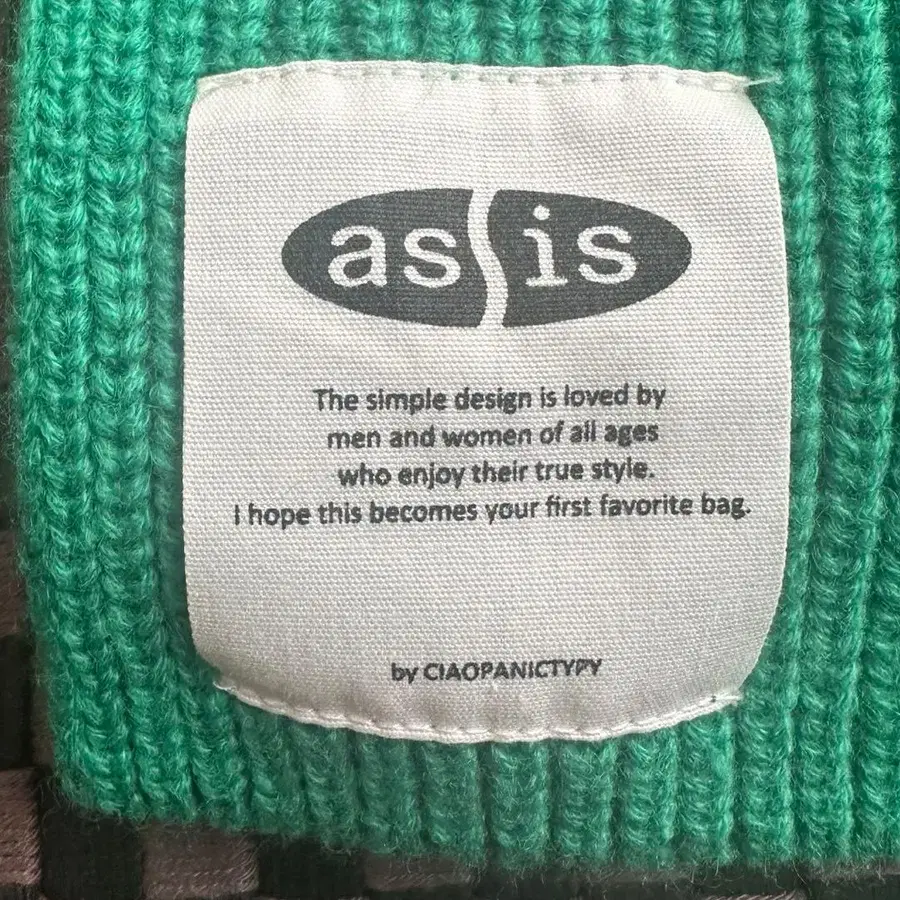 as is
The simple design is loved by
men and women of all ages
who enjoy their true style.
I hope this becomes your first favorite bag.
by CIAOPANICTYPY